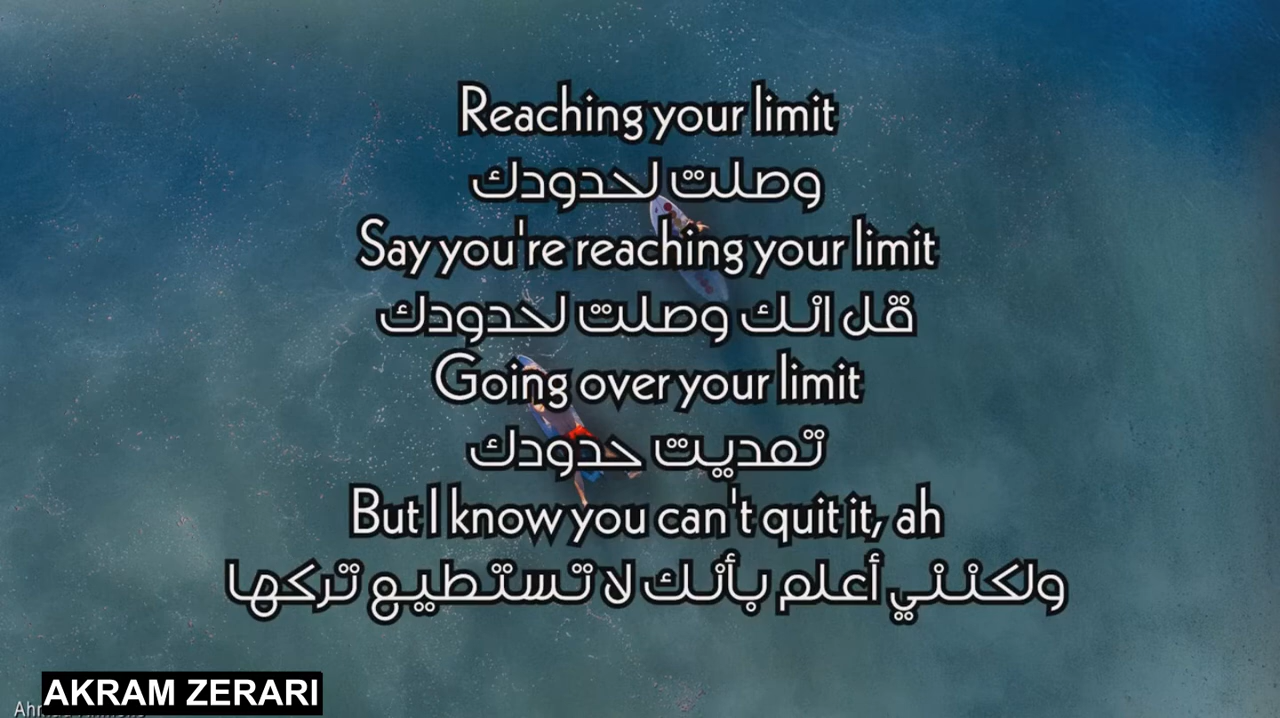 Reaching your limit
وصلت لحدودك
Say you're reaching your limit
قل انك وصلت لحدودك
Going over your limit
تعديت حدودك
But I know you can't quit it, ah
ولكنني أعلم بأنك لا تستطيع تركها
AKRAM ZERARI